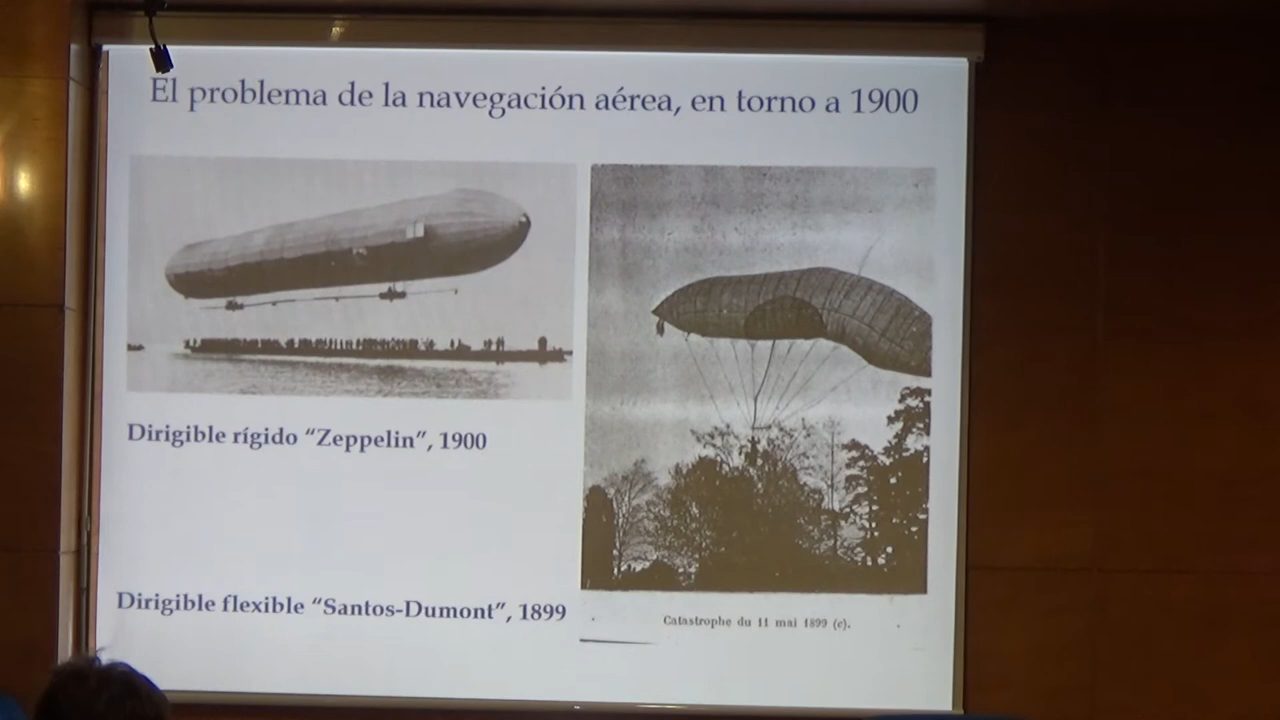 El problema de la navegación aérea, en torno a 1900
Dirigible rígido “Zeppelin”, 1900
Dirigible flexible “Santos-Dumont”, 1899
Catastrophe du 11 mai 1899 (c).